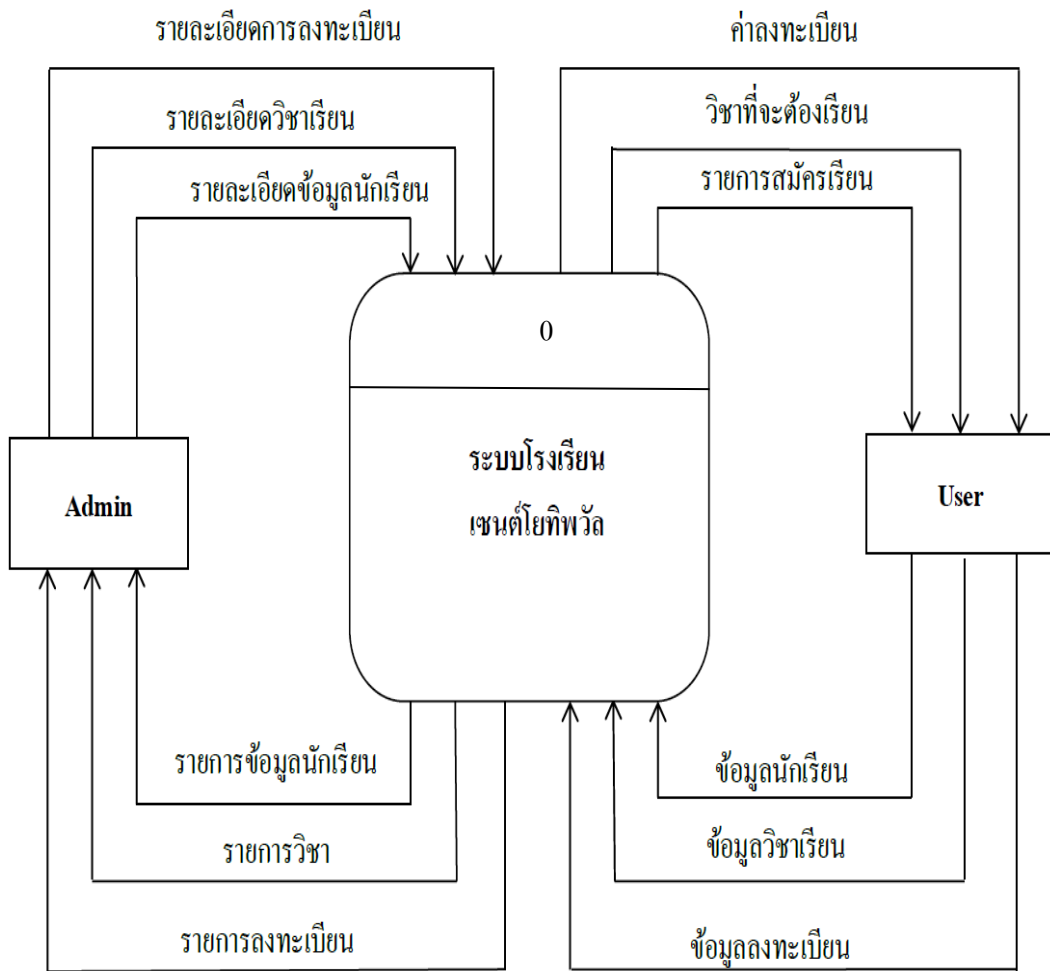 รายละเอียดการลงทะเบียน
ค่าลงทะเบียน
รายละเอียดวิชาเรียน
วิชาที่จะต้องเรียน
รายละเอียดข้อมูลนักเรียน
รายการสมัครเรียน
0
ระบบโรงเรียน
เซนต์โยทิพวัล
Admin
User
รายการข้อมูลนักเรียน
ข้อมูลนักเรียน
รายการวิชา
ข้อมูลวิชาเรียน
รายการลงทะเบียน
ข้อมูลลงทะเบียน